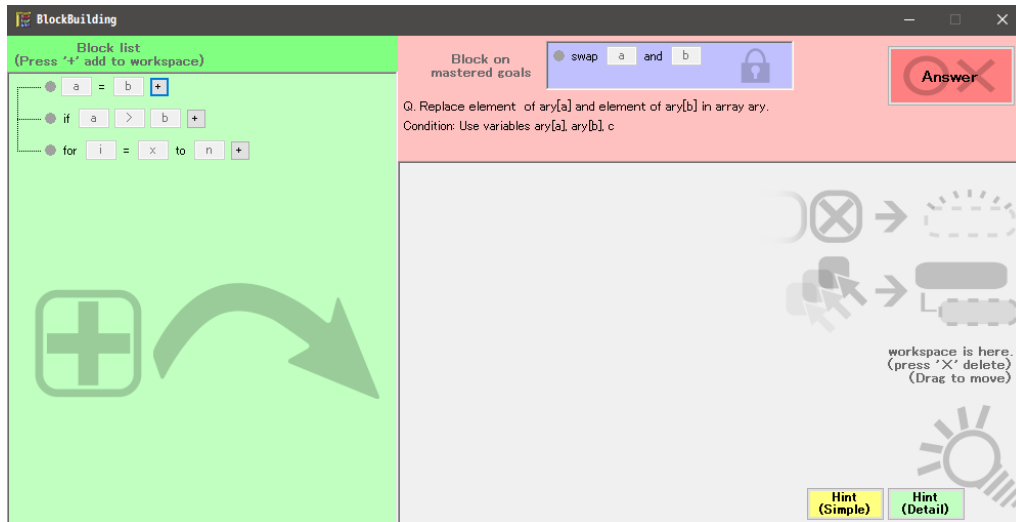 BlockBuilding
Block list
(Press '+' add to workspace)
a = b +
if a > b +
for i = x to n +
Block on
mastered goals
swap a and b
Answer
Q. Replace element of ary[a] and element of ary[b] in array ary.
Condition: Use variables ary[a], ary[b], c
workspace is here.
(press '✕' delete)
(Drag to move)
Hint
(Simple)
Hint
(Detail)